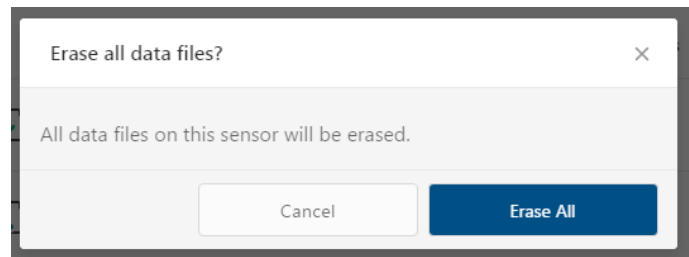 Erase all data files?
All data files on this sensor will be erased.
Cancel
Erase All